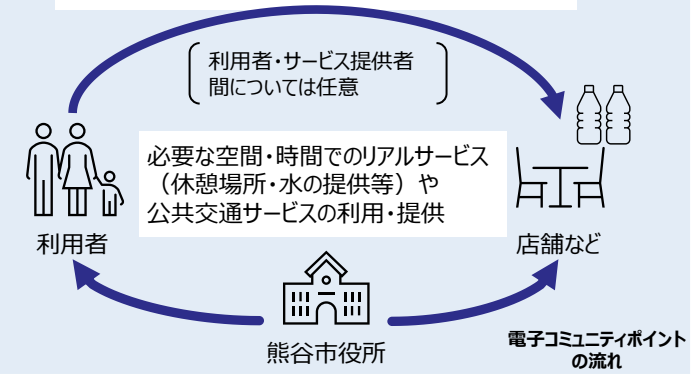 利用者・サービス提供者
間については任意
必要な空間・時間でのリアルサービス
（休憩場所・水の提供等）や
公共交通サービスの利用・提供
利用者
店舗など
熊谷市役所
電子コミュニティポイント
の流れ